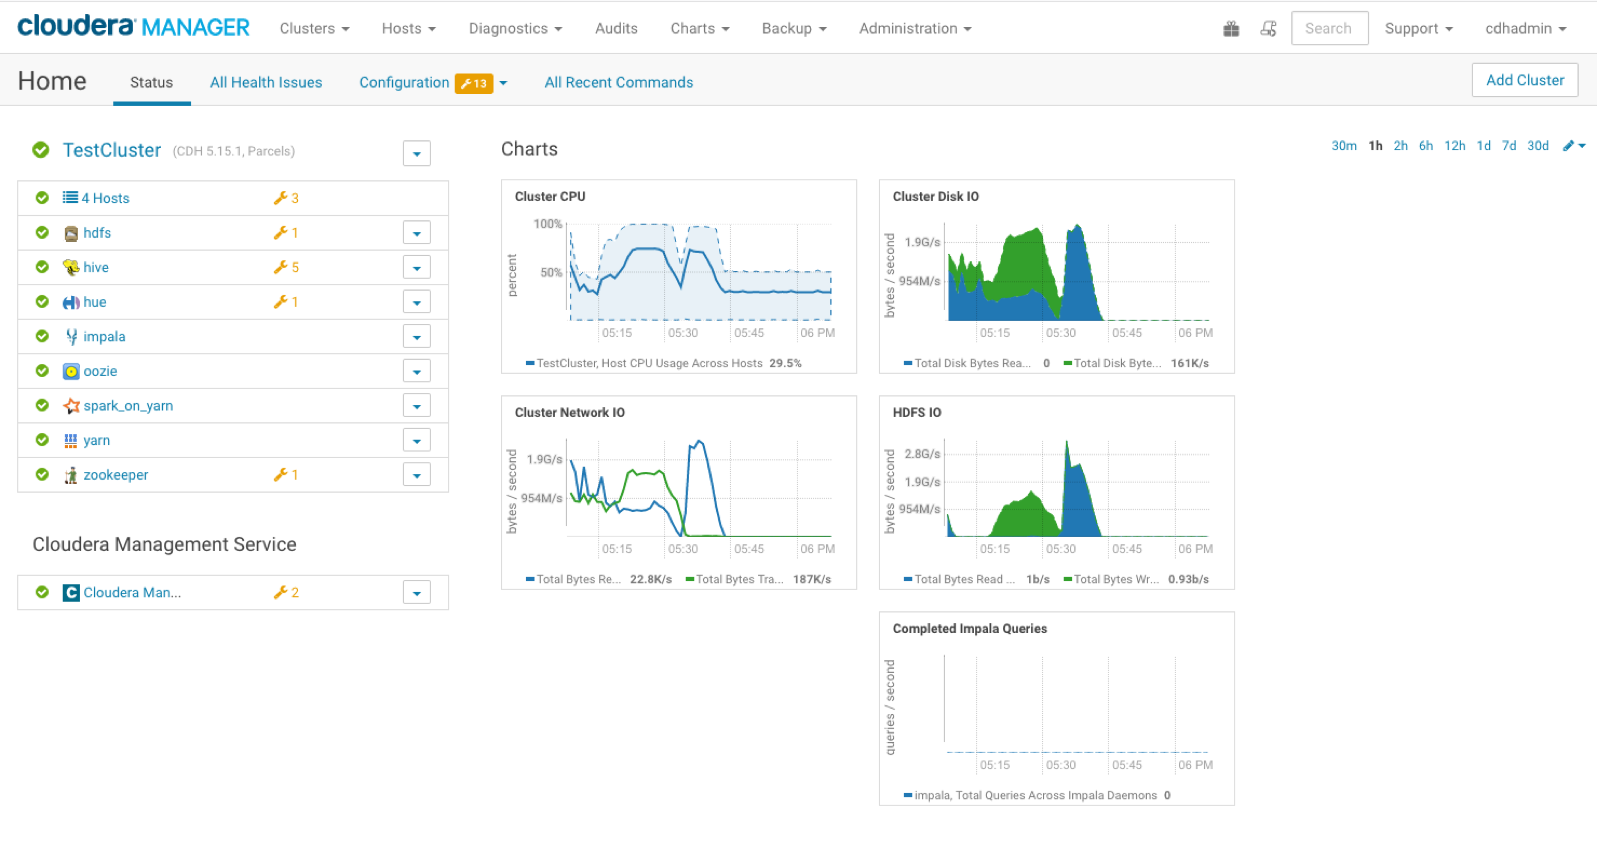 cloudera MANAGER Clusters Hosts Diagnostics Audits Charts Backup Administration Search Support cdhadmin
Home Status All Health Issues Configuration 13 All Recent Commands Add Cluster
TestCluster (CDH 5.15.1, Parcels)
4 Hosts 3
hdfs 1
hive 5
hue 1
impala
oozie
spark_on_yarn
yarn
zookeeper 1
Cloudera Management Service
C Cloudera Man... 2
Charts
30m 1h 2h 6h 12h 1d 7d 30d
Cluster CPU
percent
100%
50%
05:15 05:30 05:45 06 PM
TestCluster, Host CPU Usage Across Hosts 29.5%
Cluster Disk IO
bytes / second
1.9G/s
954M/s
05:15 05:30 05:45 06 PM
Total Disk Bytes Rea... 0 Total Disk Byte... 161K/s
Cluster Network IO
bytes / second
1.9G/s
954M/s
05:15 05:30 05:45 06 PM
Total Bytes Re... 22.8K/s Total Bytes Tra... 187K/s
HDFS IO
bytes / second
2.8G/s
1.9G/s
954M/s
05:15 05:30 05:45 06 PM
Total Bytes Read ... 1b/s Total Bytes Wr... 0.93b/s
Completed Impala Queries
queries / second
05:15 05:30 05:45 06 PM
impala, Total Queries Across Impala Daemons 0